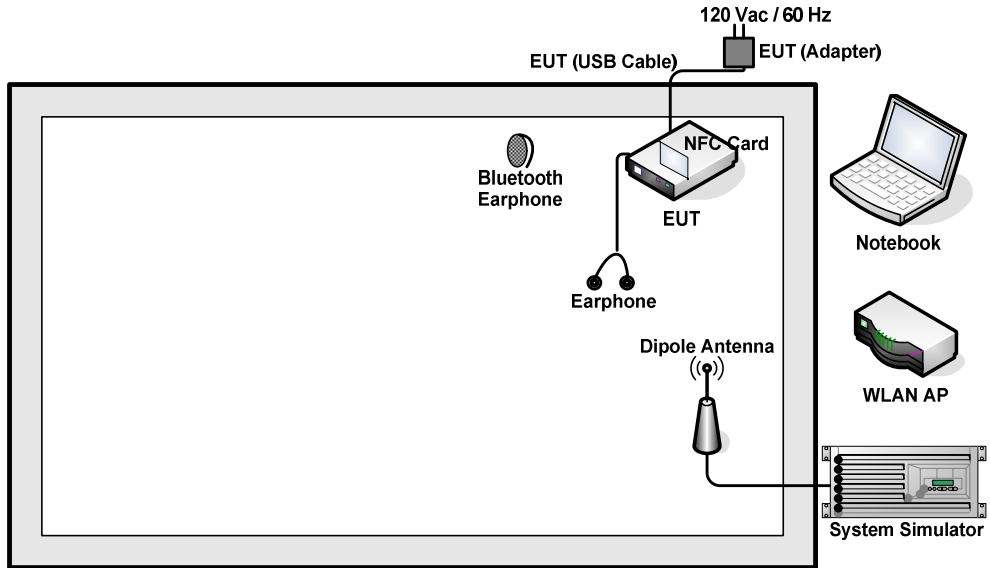 120 Vac / 60 Hz
EUT (Adapter)
EUT (USB Cable)
NFC Card
Bluetooth
Earphone
EUT
Notebook
Earphone
Dipole Antenna
WLAN AP
System Simulator